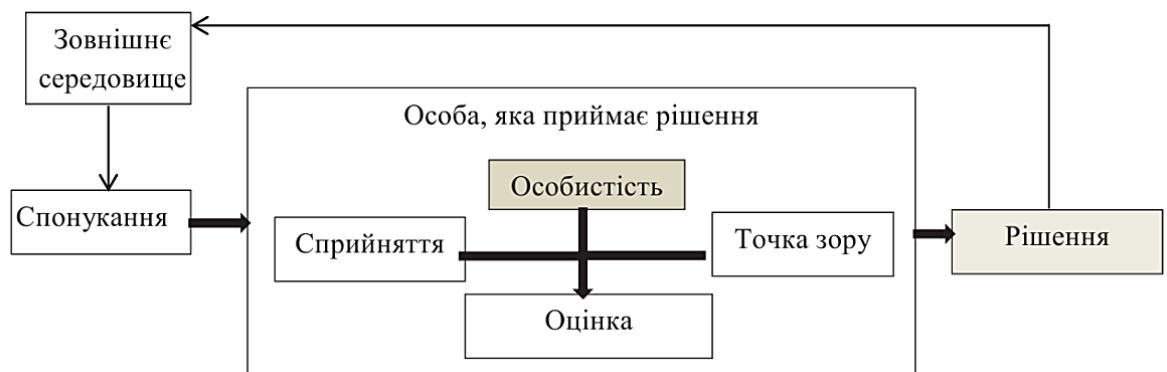 Зовнішнє
середовище
Особа, яка приймає рішення
Особистість
Спонукання
Сприйняття
Точка зору
Рішення
Оцінка